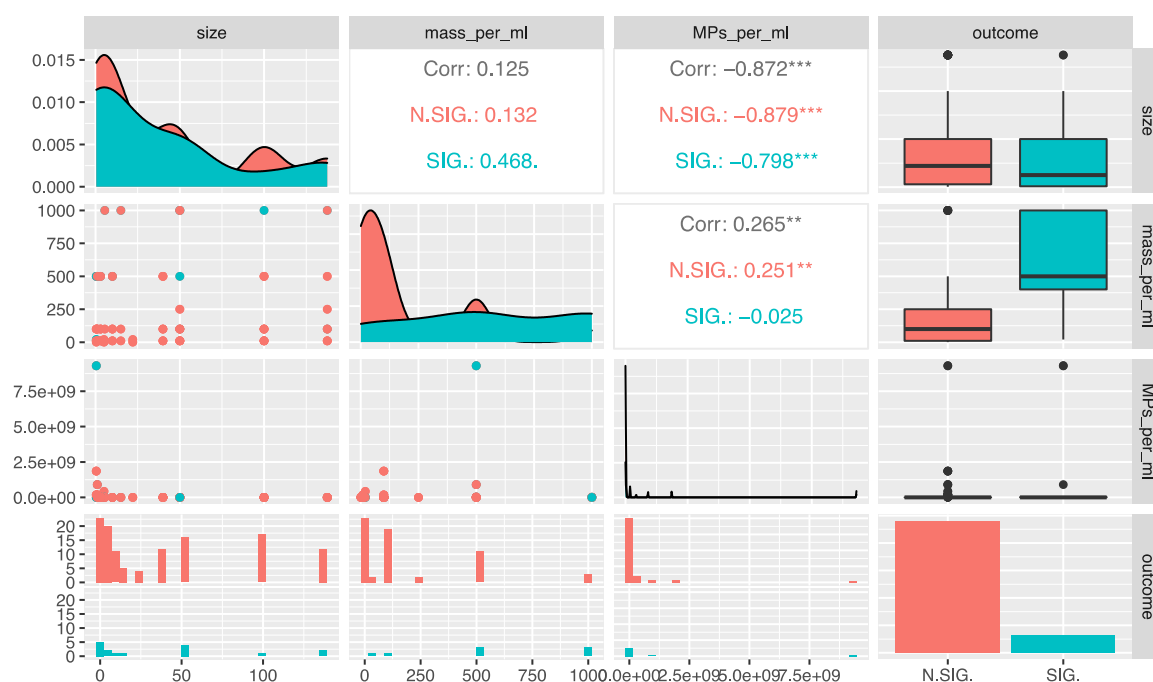 size
mass_per_ml
MPs_per_ml
outcome
0.015
0.010
0.005
0.000
Corr: 0.125
N.SIG.: 0.132
SIG.: 0.468.
Corr: −0.872***
N.SIG.: −0.879***
SIG.: −0.798***
size
1000
750
500
250
0
Corr: 0.265**
N.SIG.: 0.251**
SIG.: −0.025
mass_per_ml
7.5e+09
5.0e+09
2.5e+09
0.0e+00
MPs_per_ml
20
15
10
5
0
20
15
10
5
0
outcome
0 50 100
0 250 500 750 1000
0.0e+00 2.5e+09 5.0e+09 7.5e+09
N.SIG. SIG.